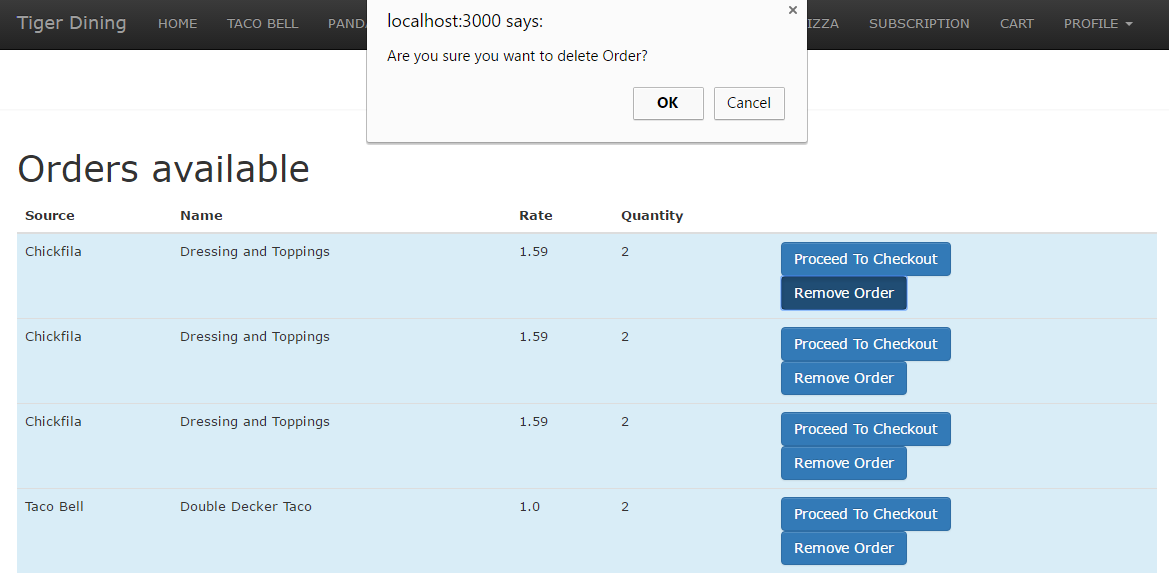 Tiger Dining HOME TACO BELL PANDA IZZA SUBSCRIPTION CART PROFILE
localhost:3000 says:
Are you sure you want to delete Order?
OK Cancel
Orders available
Source Name Rate Quantity
Chickfila Dressing and Toppings 1.59 2 Proceed To Checkout
Remove Order
Chickfila Dressing and Toppings 1.59 2 Proceed To Checkout
Remove Order
Chickfila Dressing and Toppings 1.59 2 Proceed To Checkout
Remove Order
Taco Bell Double Decker Taco 1.0 2 Proceed To Checkout
Remove Order